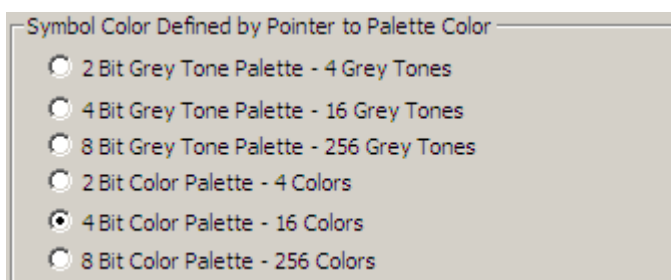 Symbol Color Defined by Pointer to Palette Color
2 Bit Grey Tone Palette - 4 Grey Tones
4 Bit Grey Tone Palette - 16 Grey Tones
8 Bit Grey Tone Palette - 256 Grey Tones
2 Bit Color Palette - 4 Colors
4 Bit Color Palette - 16 Colors
8 Bit Color Palette - 256 Colors